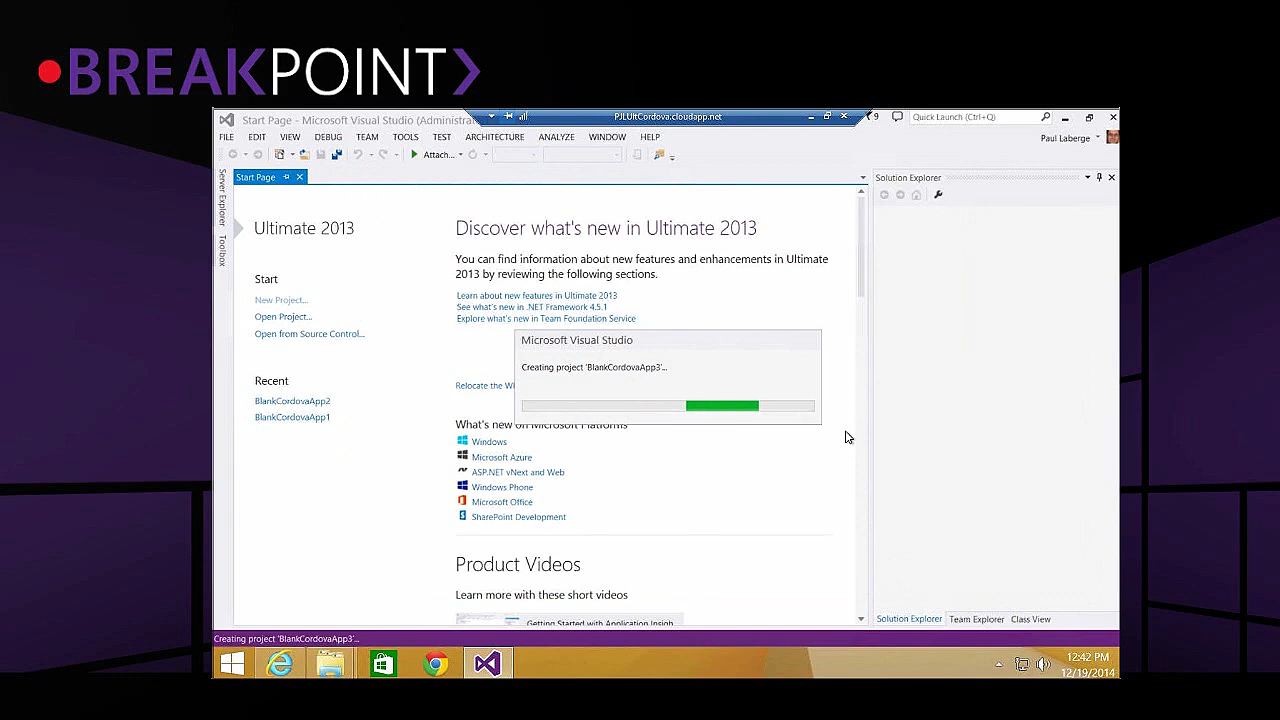 BREAKPOINT
Start Page - Microsoft Visual Studio (Administra
PJLUltCordova.cloudapp.net
9
Quick Launch (Ctrl+Q)
FILE EDIT VIEW DEBUG TEAM TOOLS TEST ARCHITECTURE ANALYZE WINDOW HELP
Paul Laberge
Attach...
Server Explorer
Toolbox
Start Page
Solution Explorer
Ultimate 2013
Start
New Project...
Open Project...
Open from Source Control...
Recent
BlankCordovaApp2
BlankCordovaApp1
Discover what's new in Ultimate 2013
You can find information about new features and enhancements in Ultimate
2013 by reviewing the following sections.
Learn about new features in Ultimate 2013
See what's new in .NET Framework 4.5.1
Explore what's new in Team Foundation Service
Microsoft Visual Studio
Creating project 'BlankCordovaApp3'...
Relocate the W
What's new on Microsoft Platforms
Windows
Microsoft Azure
ASP.NET vNext and Web
Windows Phone
Microsoft Office
SharePoint Development
Product Videos
Learn more with these short videos
Getting Started with Application Insigh
Solution Explorer Team Explorer Class View
Creating project 'BlankCordovaApp3'...
12:42 PM
12/19/2014